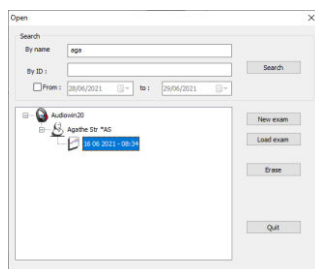 Open
Search
By name aga
By ID :
Search
From : 28/06/2021 to : 29/06/2021
Audiowin20
New exam
Agathe Str ~AS
Load exam
16 06 2021 - 08:34
Erase
Quit